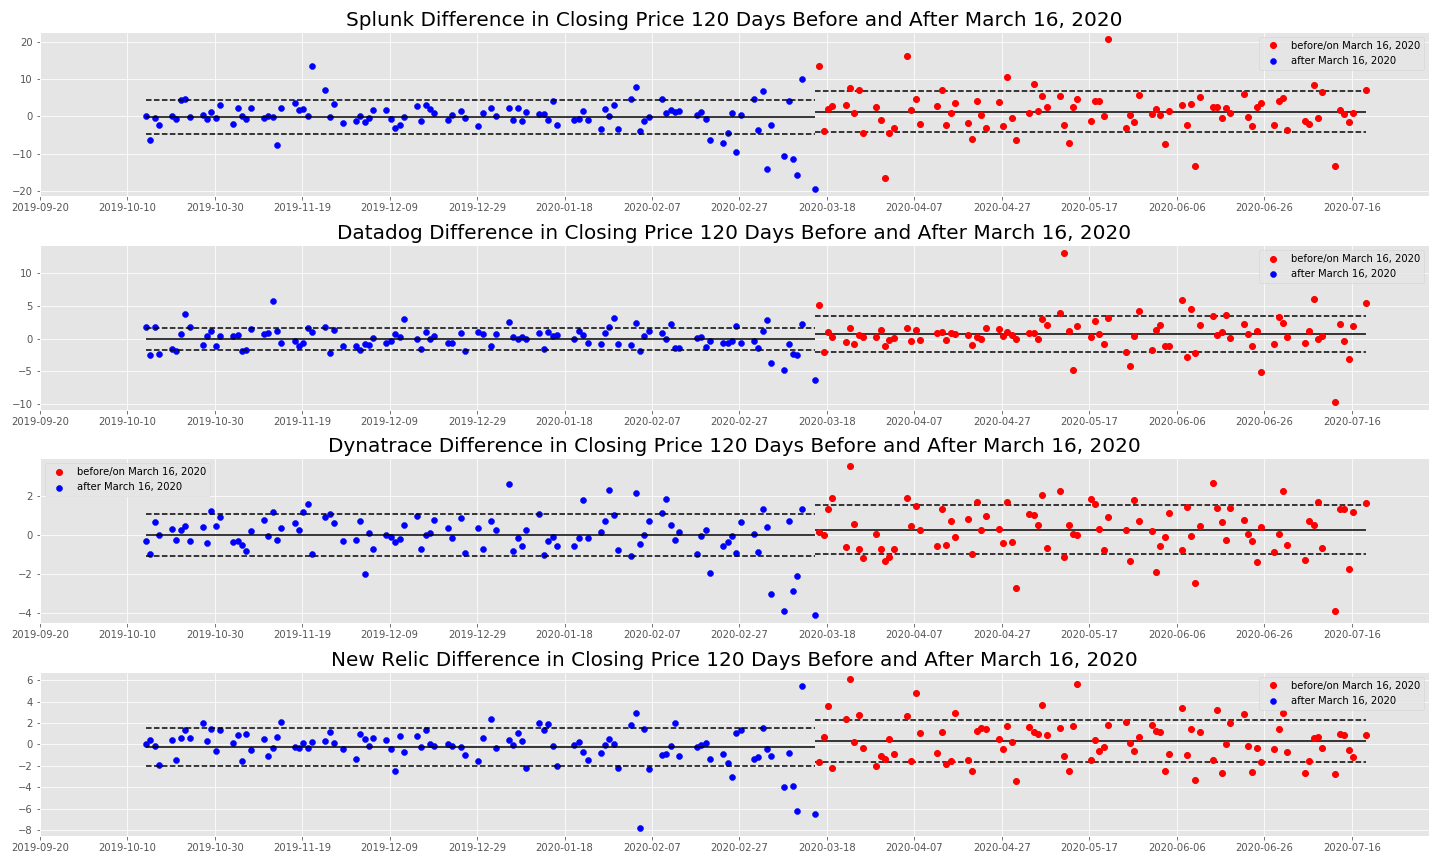 Splunk Difference in Closing Price 120 Days Before and After March 16, 2020
before/on March 16, 2020
after March 16, 2020
20
10
0
−10
−20
2019-09-20 2019-10-10 2019-10-30 2019-11-19 2019-12-09 2019-12-29 2020-01-18 2020-02-07 2020-02-27 2020-03-18 2020-04-07 2020-04-27 2020-05-17 2020-06-06 2020-06-26 2020-07-16
Datadog Difference in Closing Price 120 Days Before and After March 16, 2020
before/on March 16, 2020
after March 16, 2020
10
5
0
−5
−10
2019-09-20 2019-10-10 2019-10-30 2019-11-19 2019-12-09 2019-12-29 2020-01-18 2020-02-07 2020-02-27 2020-03-18 2020-04-07 2020-04-27 2020-05-17 2020-06-06 2020-06-26 2020-07-16
Dynatrace Difference in Closing Price 120 Days Before and After March 16, 2020
before/on March 16, 2020
after March 16, 2020
2
0
−2
−4
2019-09-20 2019-10-10 2019-10-30 2019-11-19 2019-12-09 2019-12-29 2020-01-18 2020-02-07 2020-02-27 2020-03-18 2020-04-07 2020-04-27 2020-05-17 2020-06-06 2020-06-26 2020-07-16
New Relic Difference in Closing Price 120 Days Before and After March 16, 2020
before/on March 16, 2020
after March 16, 2020
6
4
2
0
−2
−4
−6
−8
2019-09-20 2019-10-10 2019-10-30 2019-11-19 2019-12-09 2019-12-29 2020-01-18 2020-02-07 2020-02-27 2020-03-18 2020-04-07 2020-04-27 2020-05-17 2020-06-06 2020-06-26 2020-07-16